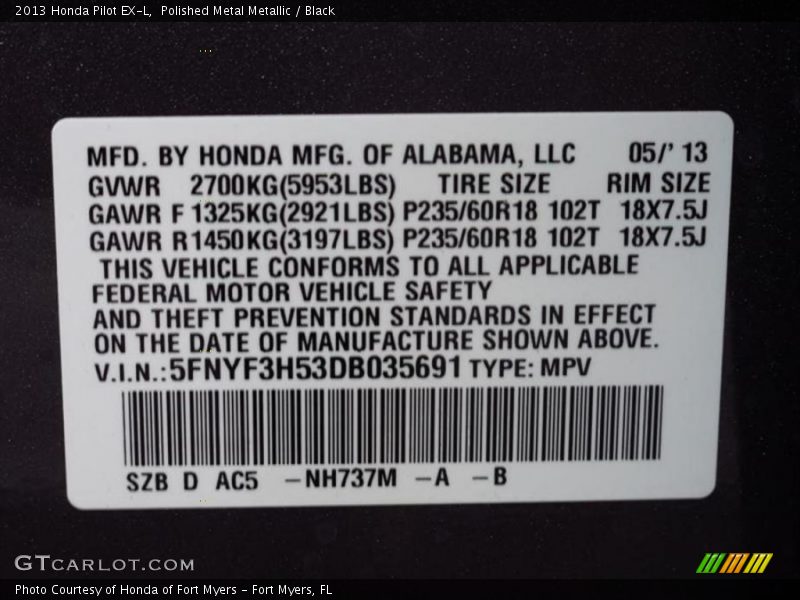 2013 Honda Pilot EX-L, Polished Metal Metallic / Black
MFD. BY HONDA MFG. OF ALABAMA, LLC 05/' 13
GVWR 2700KG(5953LBS) TIRE SIZE RIM SIZE
GAWR F 1325KG(2921LBS) P235/60R18 102T 18X7.5J
GAWR R1450KG(3197LBS) P235/60R18 102T 18X7.5J
THIS VEHICLE CONFORMS TO ALL APPLICABLE
FEDERAL MOTOR VEHICLE SAFETY
AND THEFT PREVENTION STANDARDS IN EFFECT
ON THE DATE OF MANUFACTURE SHOWN ABOVE.
V.I.N.:5FNYF3H53DB035691 TYPE: MPV
SZB D AC5 -NH737M -A -B
GTCARLOT.COM
Photo Courtesy of Honda of Fort Myers - Fort Myers, FL